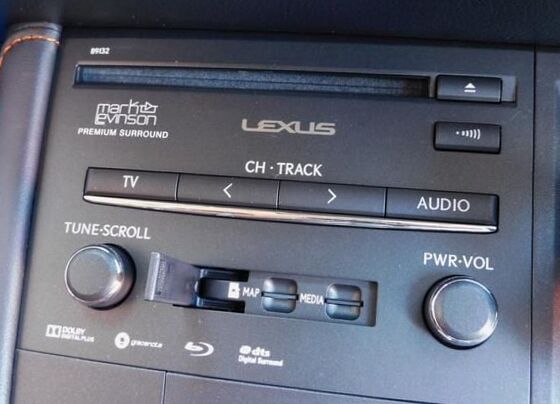 B9132
mark
levinson
PREMIUM SURROUND
LEXUS
CH · TRACK
TV
AUDIO
TUNE·SCROLL
PWR·VOL
MAP
MEDIA
DOLBY
DIGITAL PLUS
gracenote
dts
Digital Surround